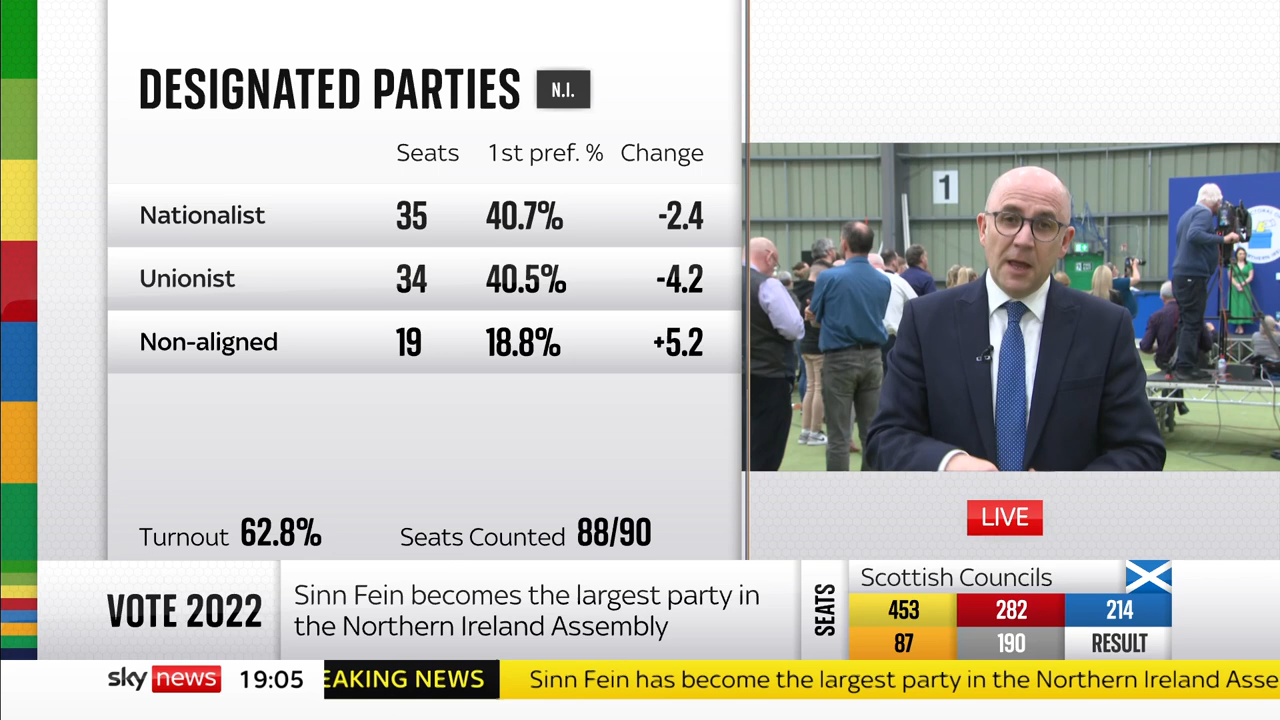 DESIGNATED PARTIES N.I.
Seats 1st pref. % Change
Nationalist 35 40.7% -2.4
Unionist 34 40.5% -4.2
Non-aligned 19 18.8% +5.2
Turnout 62.8% Seats Counted 88/90
1
LIVE
VOTE 2022
Sinn Fein becomes the largest party in
the Northern Ireland Assembly
SEATS
Scottish Councils
453 282 214
87 190 RESULT
sky news 19:05
EAKING NEWS
Sinn Fein has become the largest party in the Northern Ireland Asse